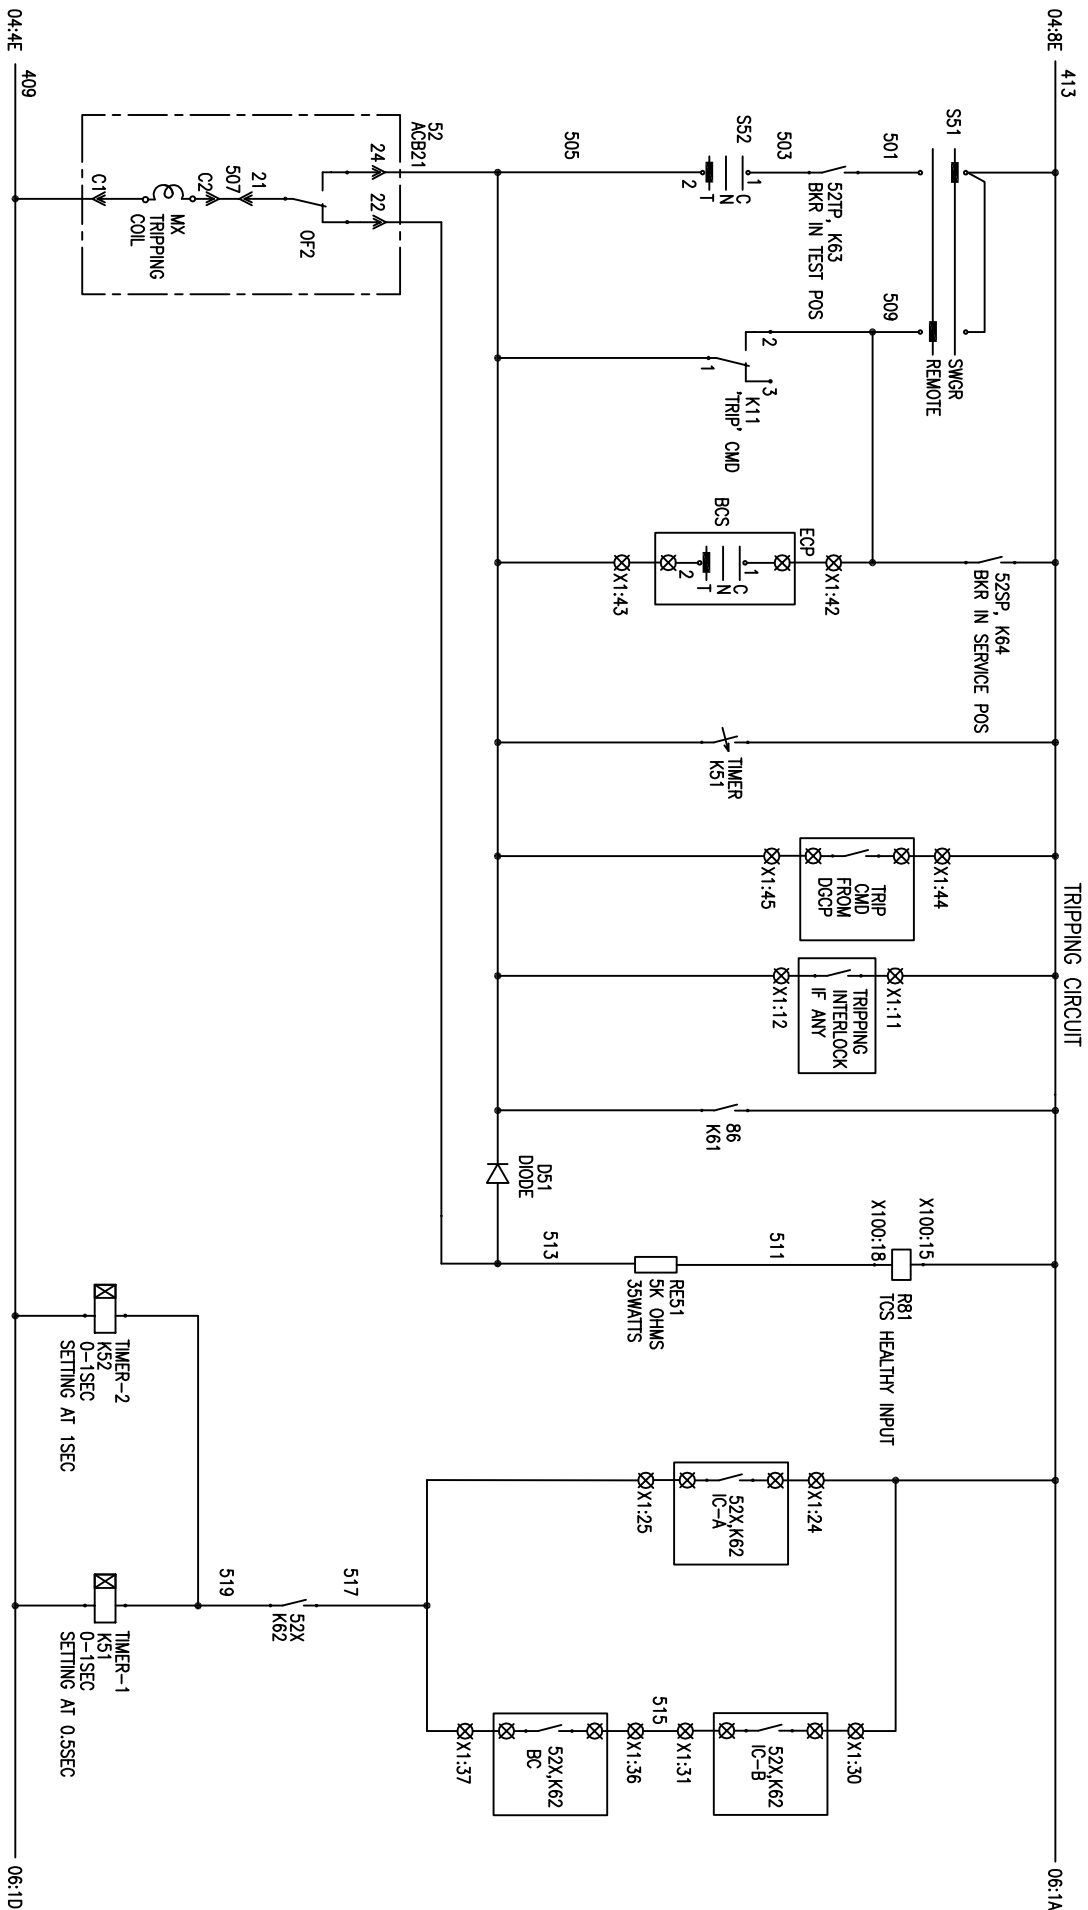 TRIPPING CIRCUIT
04:8E
413
06:1A
S51
SWGR
REMOTE
501
509
52TP, K63
BKR IN TEST POS
503
S52
1
C
N
T
2
505
2
3
1
K11
'TRIP' CMD
52SP, K64
BKR IN SERVICE POS
X1:42
ECP
BCS
1
C
N
T
2
X1:43
TIMER
K51
X1:44
TRIP
CMD
FROM
DGCP
X1:45
X1:11
TRIPPING
INTERLOCK
IF ANY
X1:12
86
K61
D51
DIODE
X100:15
R81
TCS HEALTHY INPUT
X100:18
511
RE51
5K OHMS
35WATTS
513
X1:24
52X,K62
IC-A
X1:25
X1:30
52X,K62
IC-B
X1:31
515
X1:36
52X,K62
BC
X1:37
517
52X
K62
519
52
ACB21
24
22
OF2
21
507
C2
MX
TRIPPING
COIL
C1
TIMER-2
K52
0-1SEC
SETTING AT 1SEC
TIMER-1
K51
0-1SEC
SETTING AT 0.5SEC
04:4E
409
06:1D